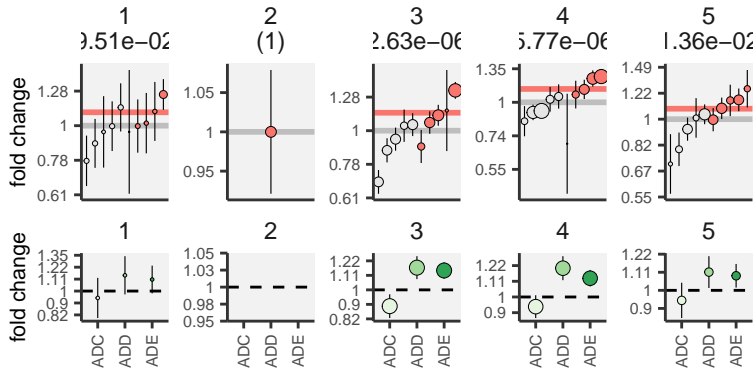 1 2 3 4 5
9.51e−02 (1) 2.63e−06 5.77e−06 1.36e−02
fold change
1.28 1 0.78 0.61
1.05 1 0.95
1.28 1 0.78 0.61
1.35 1 0.74 0.55
1.49 1.22 1 0.82 0.67 0.55
1 2 3 4 5
fold change
1.35 1.22 1.11 1 0.9 0.82
1.05 1.03 1 0.98 0.95
1.22 1.11 1 0.9 0.82
1.22 1.11 1 0.9
1.22 1.11 1 0.9
ADC ADD ADE ADC ADD ADE ADC ADD ADE ADC ADD ADE ADC ADD ADE